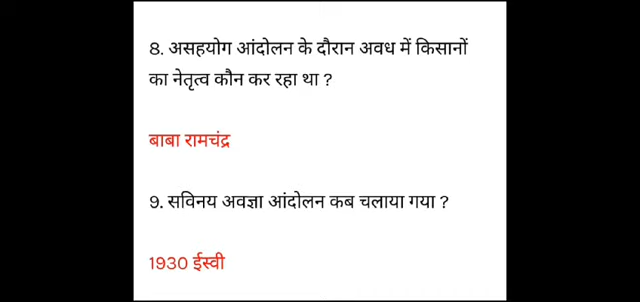 8. असहयोग आंदोलन के दौरान अवध में किसानों
का नेतृत्व कौन कर रहा था ?
बाबा रामचंद्र
9. सविनय अवज्ञा आंदोलन कब चलाया गया ?
1930 ईस्वी